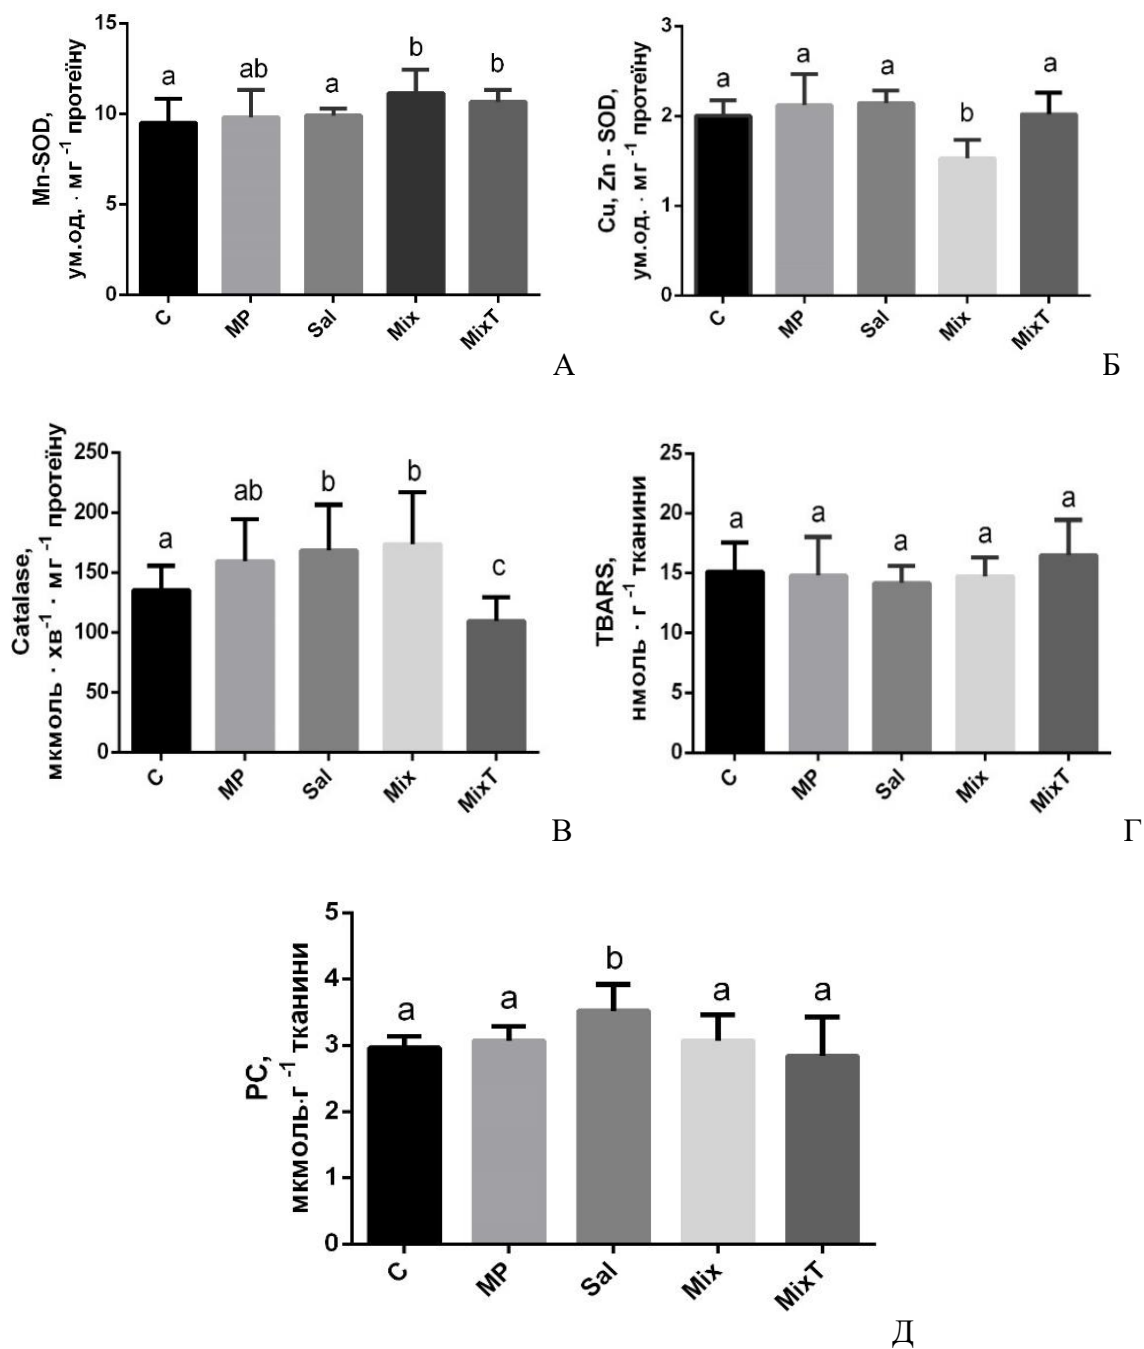 Mn-SOD,
ум.од. · мг ⁻¹ протеїну
15
10
5
0
a
ab
a
b
b
C
MP
Sal
Mix
MixT
А
Cu, Zn - SOD,
ум.од. · мг ⁻¹ протеїну
3
2
1
0
a
a
a
b
a
C
MP
Sal
Mix
MixT
Б
Catalase,
мкмоль · хв⁻¹ · мг ⁻¹ протеїну
250
200
150
100
50
0
a
ab
b
b
c
C
MP
Sal
Mix
MixT
В
TBARS,
нмоль · г ⁻¹ тканини
25
20
15
10
5
0
a
a
a
a
a
C
MP
Sal
Mix
MixT
Г
PC,
мкмоль·г ⁻¹ тканини
5
4
3
2
1
0
a
a
b
a
a
C
MP
Sal
Mix
MixT
Д